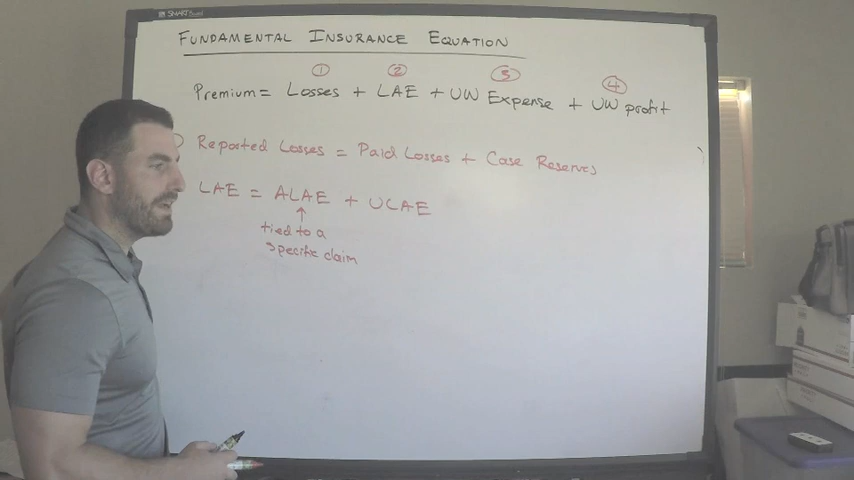 SMART
FUNDAMENTAL INSURANCE EQUATION
① ② ③ ④
Premium = Losses + LAE + UW Expense + UW profit
Reported Losses = Paid Losses + Case Reserves
LAE = ALAE + ULAE
↑
tied to a
specific claim